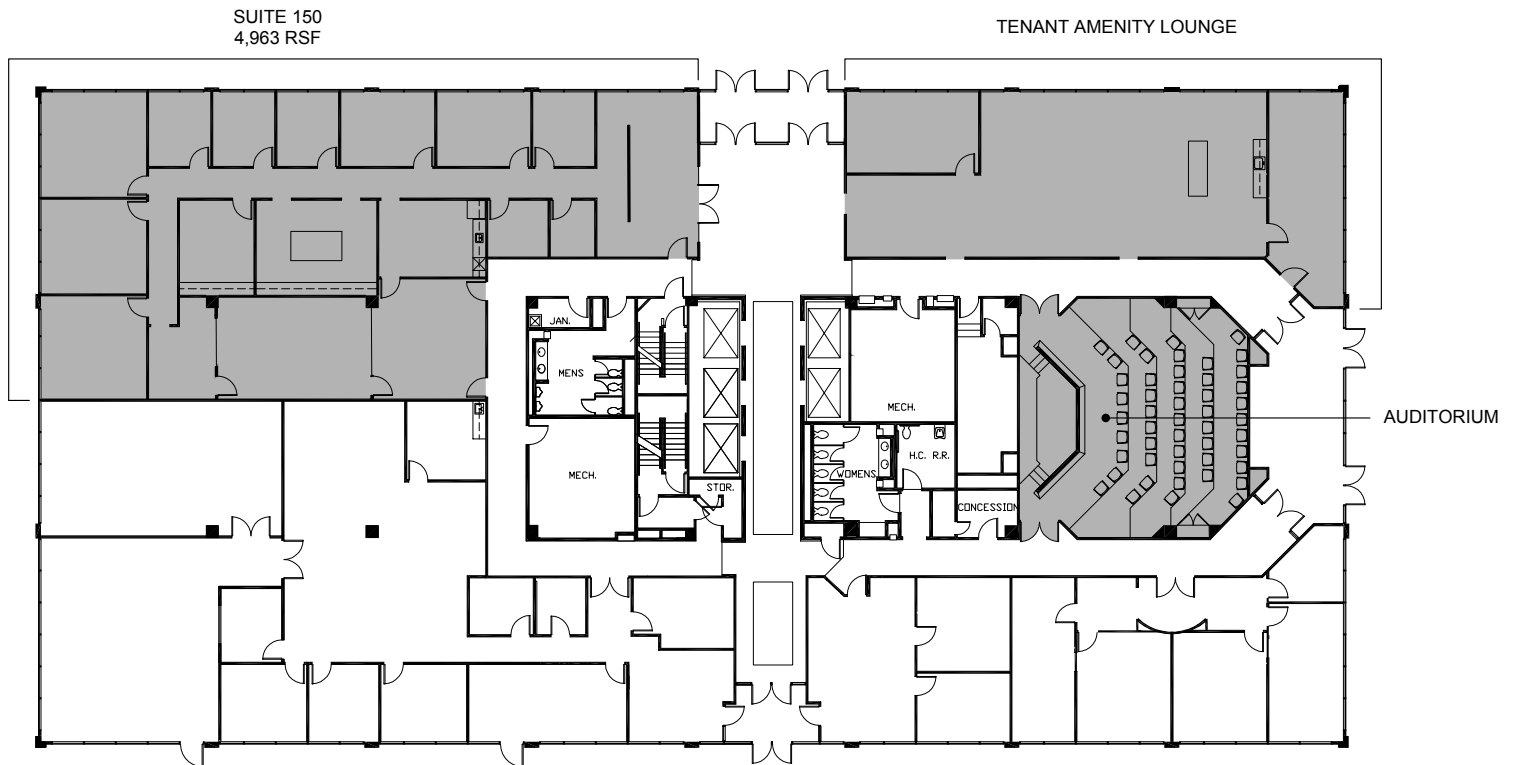 SUITE 150
4,963 RSF
TENANT AMENITY LOUNGE
JAN.
MENS
MECH.
MECH.
AUDITORIUM
H.C. R.R.
WOMENS
STOR.
CONCESSION